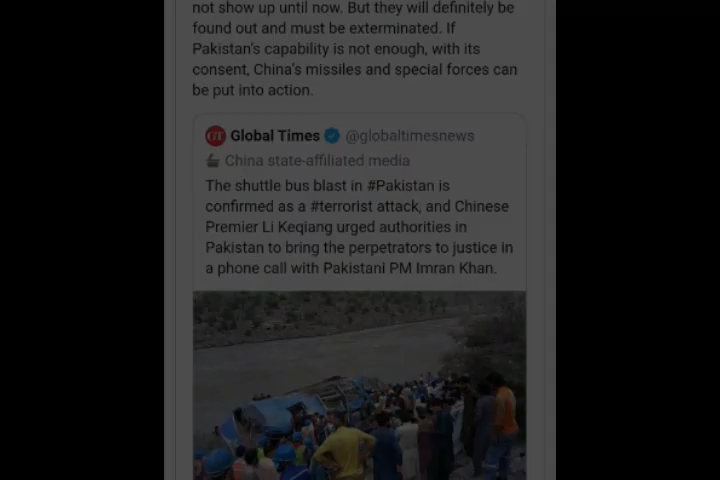 not show up until now. But they will definitely be
found out and must be exterminated. If
Pakistan's capability is not enough, with its
consent, China's missiles and special forces can
be put into action.
GT Global Times @globaltimesnews
China state-affiliated media
The shuttle bus blast in #Pakistan is
confirmed as a #terrorist attack, and Chinese
Premier Li Keqiang urged authorities in
Pakistan to bring the perpetrators to justice in
a phone call with Pakistani PM Imran Khan.